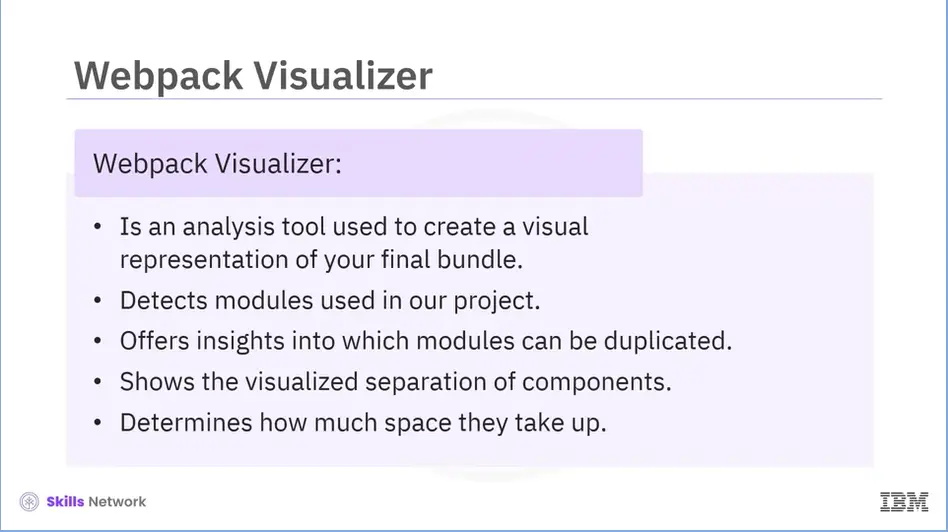 Webpack Visualizer
Webpack Visualizer:
• Is an analysis tool used to create a visual
representation of your final bundle.
• Detects modules used in our project.
• Offers insights into which modules can be duplicated.
• Shows the visualized separation of components.
• Determines how much space they take up.
Skills Network
IBM